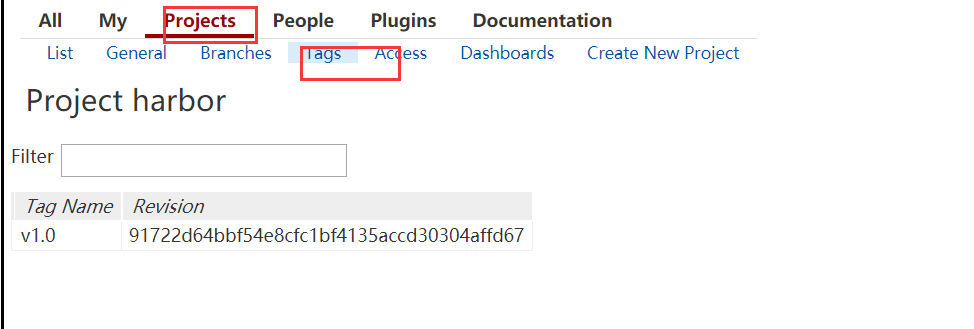 All My Projects People Plugins Documentation
List General Branches Tags Access Dashboards Create New Project
Project harbor
Filter
Tag Name Revision
v1.0 91722d64bbf54e8cfc1bf4135accd30304affd67